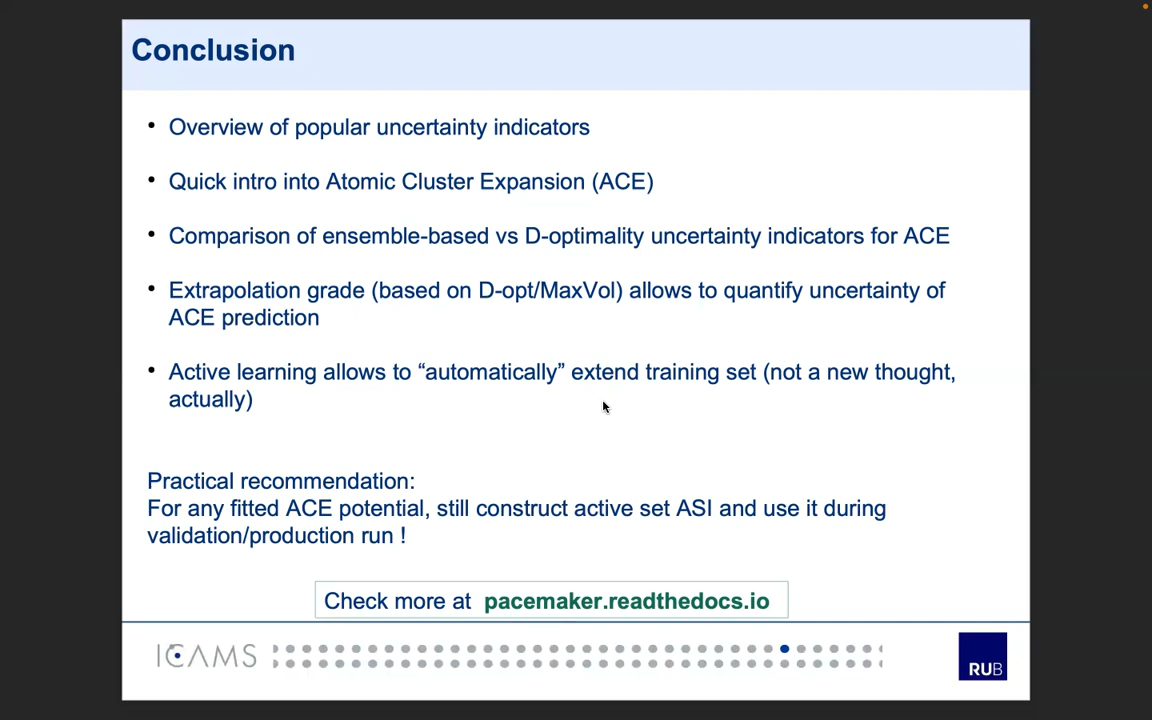 Conclusion
• Overview of popular uncertainty indicators
• Quick intro into Atomic Cluster Expansion (ACE)
• Comparison of ensemble-based vs D-optimality uncertainty indicators for ACE
• Extrapolation grade (based on D-opt/MaxVol) allows to quantify uncertainty of
ACE prediction
• Active learning allows to “automatically” extend training set (not a new thought,
actually)
Practical recommendation:
For any fitted ACE potential, still construct active set ASI and use it during
validation/production run !
Check more at pacemaker.readthedocs.io
ICAMS
RUB